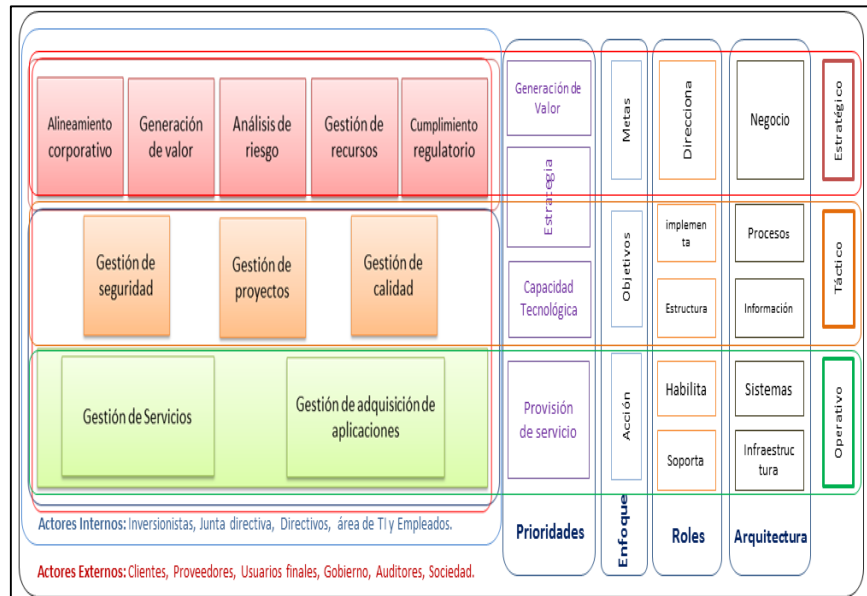 Alineamiento
corporativo
Generación
de valor
Análisis de
riesgo
Gestión de
recursos
Cumplimiento
regulatorio
Generación de
Valor
Metas
Direcciona
Negocio
Estratégico
Estrategia
Gestión de
seguridad
Gestión de
proyectos
Gestión de
calidad
Capacidad
Tecnológica
Objetivos
implemen
ta
Estructura
Procesos
Información
Táctico
Gestión de Servicios
Gestión de adquisición de
aplicaciones
Provisión
de servicio
Acción
Habilita
Soporta
Sistemas
Infraestruc
tura
Operativo
Actores Internos: Inversionistas, Junta directiva, Directivos, área de TI y Empleados.
Actores Externos: Clientes, Proveedores, Usuarios finales, Gobierno, Auditores, Sociedad.
Prioridades
Enfoque
Roles
Arquitectura